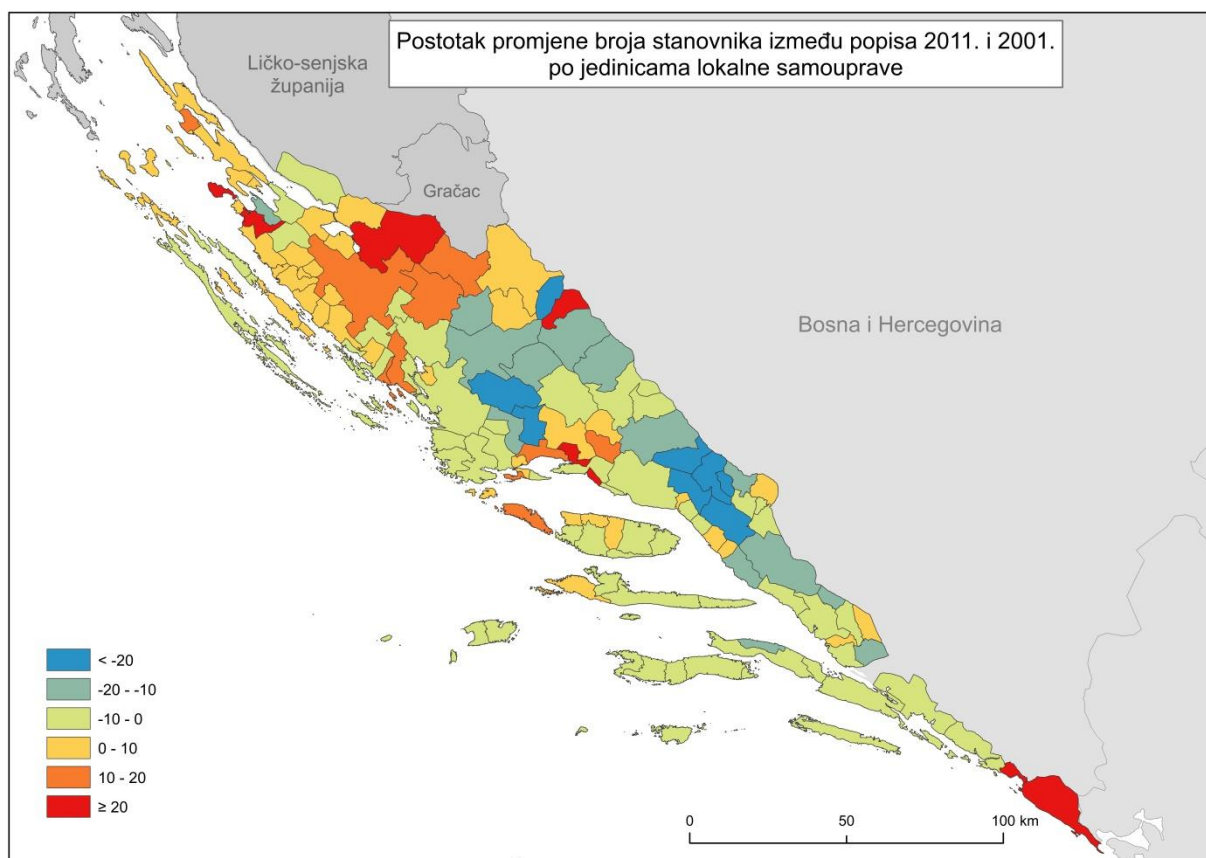 Postotak promjene broja stanovnika između popisa 2011. i 2001.
po jedinicama lokalne samouprave
Ličko-senjska
županija
Gračac
Bosna i Hercegovina
< -20
-20 - -10
-10 - 0
0 - 10
10 - 20
≥ 20
0 50 100 km